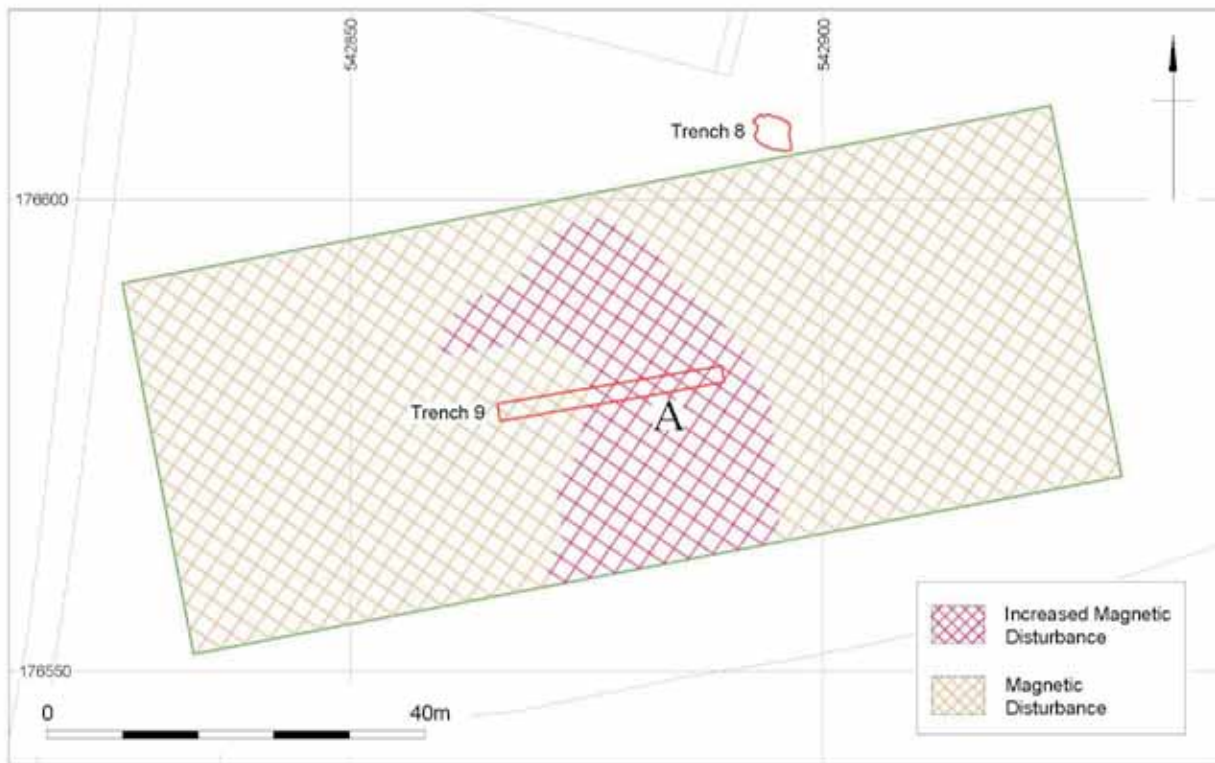 542850
542900
Trench 8
176600
Trench 9
A
Increased Magnetic
Disturbance
Magnetic
Disturbance
176550
0
40m